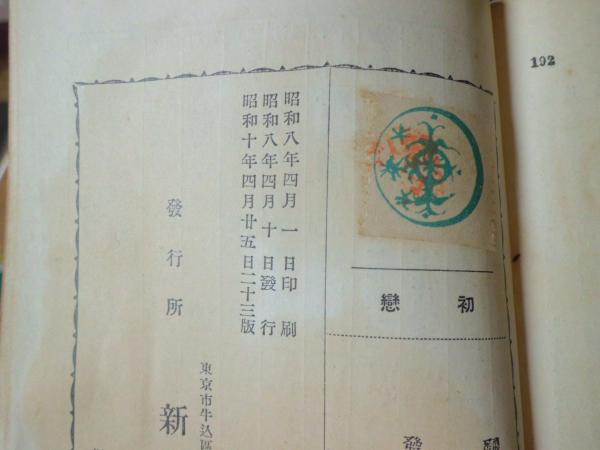 192
初戀
昭和八年四月一日印刷
昭和八年四月十日發行
昭和十年四月廿五日二十三版
發行所
東京市牛込區
新
發